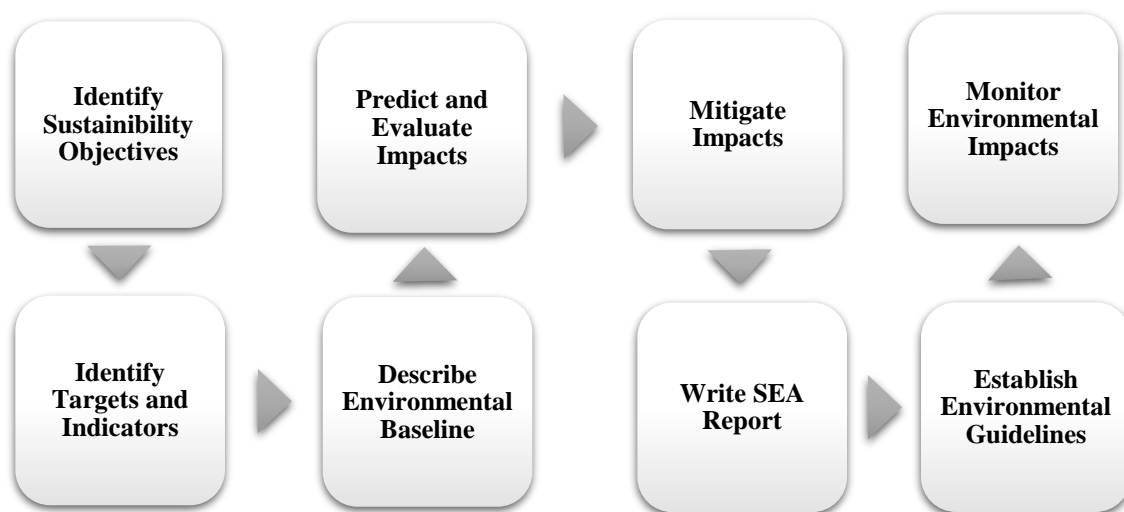 Identify
Sustainibility
Objectives
Identify
Targets and
Indicators
Describe
Environmental
Baseline
Predict and
Evaluate
Impacts
Mitigate
Impacts
Write SEA
Report
Establish
Environmental
Guidelines
Monitor
Environmental
Impacts